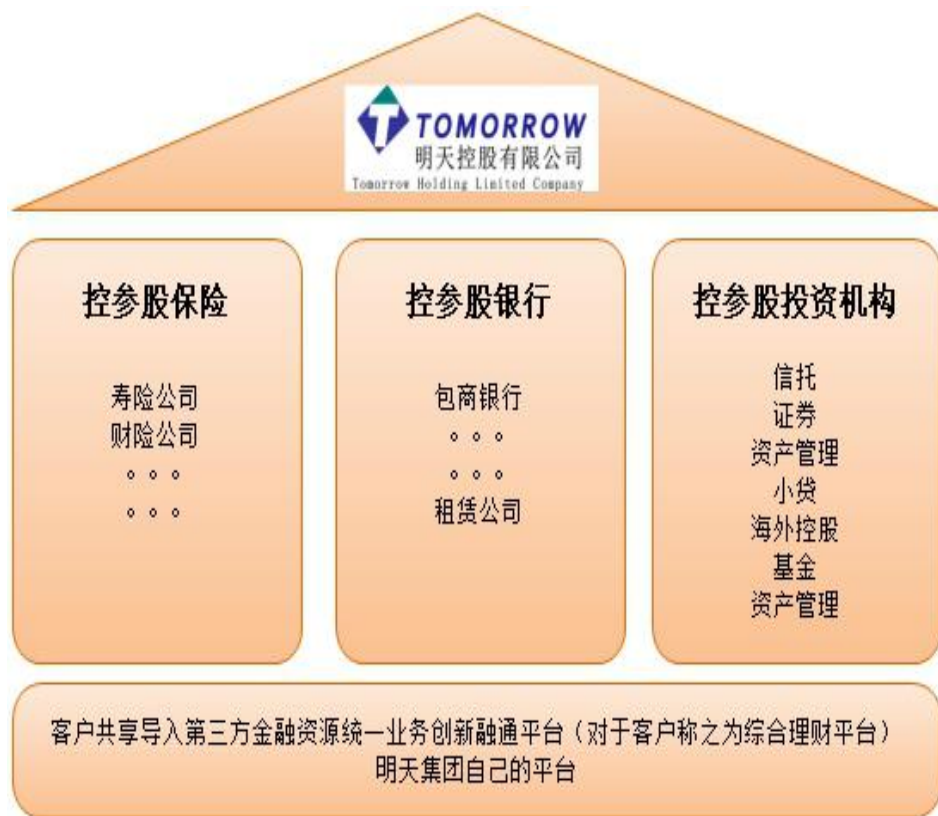 TOMORROW
明天控股有限公司
Tomorrow Holding Limited Company
控参股保险
寿险公司
财险公司
。。。
。。。
控参股银行
包商银行
。。。
。。。
租赁公司
控参股投资机构
信托
证券
资产管理
小贷
海外控股
基金
资产管理
客户共享导入第三方金融资源统一业务创新融通平台（对于客户称之为综合理财平台）
明天集团自己的平台